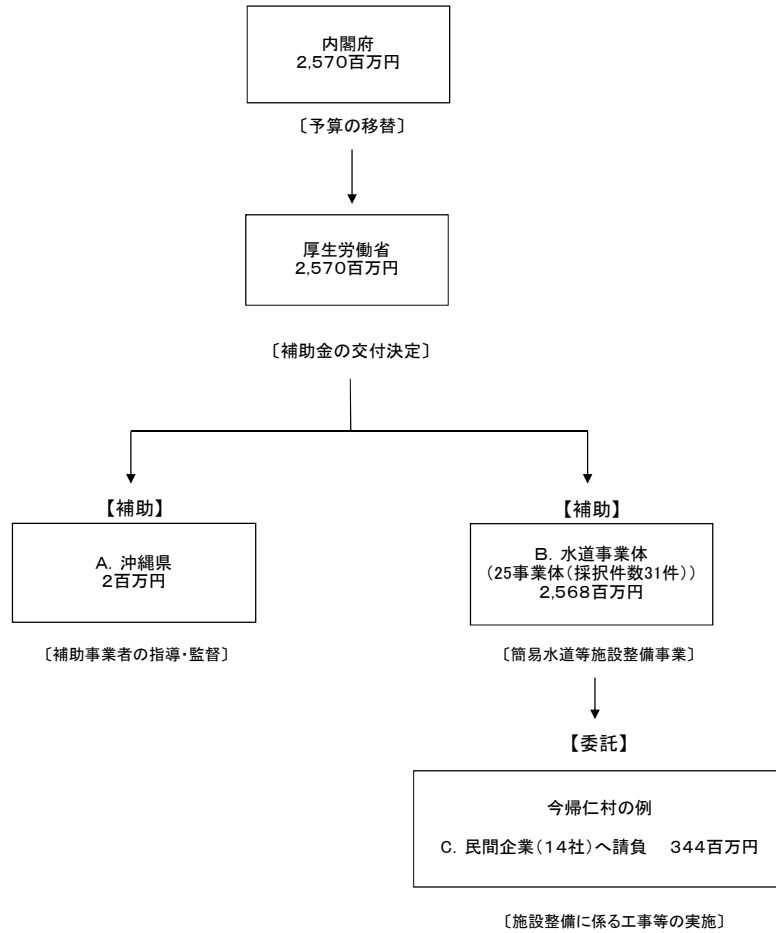 内閣府
2,570百万円
〔予算の移替〕
厚生労働省
2,570百万円
〔補助金の交付決定〕
【補助】
A. 沖縄県
2百万円
〔補助事業者の指導・監督〕
【補助】
B. 水道事業体
（25事業体（採択件数31件））
2,568百万円
〔簡易水道等施設整備事業〕
【委託】
今帰仁村の例
C. 民間企業（14社）へ請負　344百万円
〔施設整備に係る工事等の実施〕